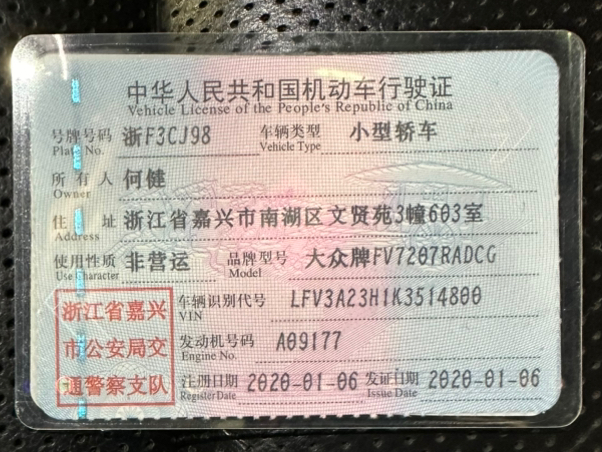 中华人民共和国机动车行驶证
Vehicle License of the People's Republic of China
号牌号码 浙F3CJ98 车辆类型 小型轿车
Plate No. Vehicle Type
所有人 何健
Owner
住址 浙江省嘉兴市南湖区文贤苑3幢603室
Address
使用性质 非营运 品牌型号 大众牌FV7207RADCG
Use Character Model
浙江省嘉兴
市公安局交
通警察支队
车辆识别代号 LFV3A23H1K3514800
VIN
发动机号码 A09177
Engine No.
注册日期 2020-01-06 发证日期 2020-01-06
Register Date Issue Date